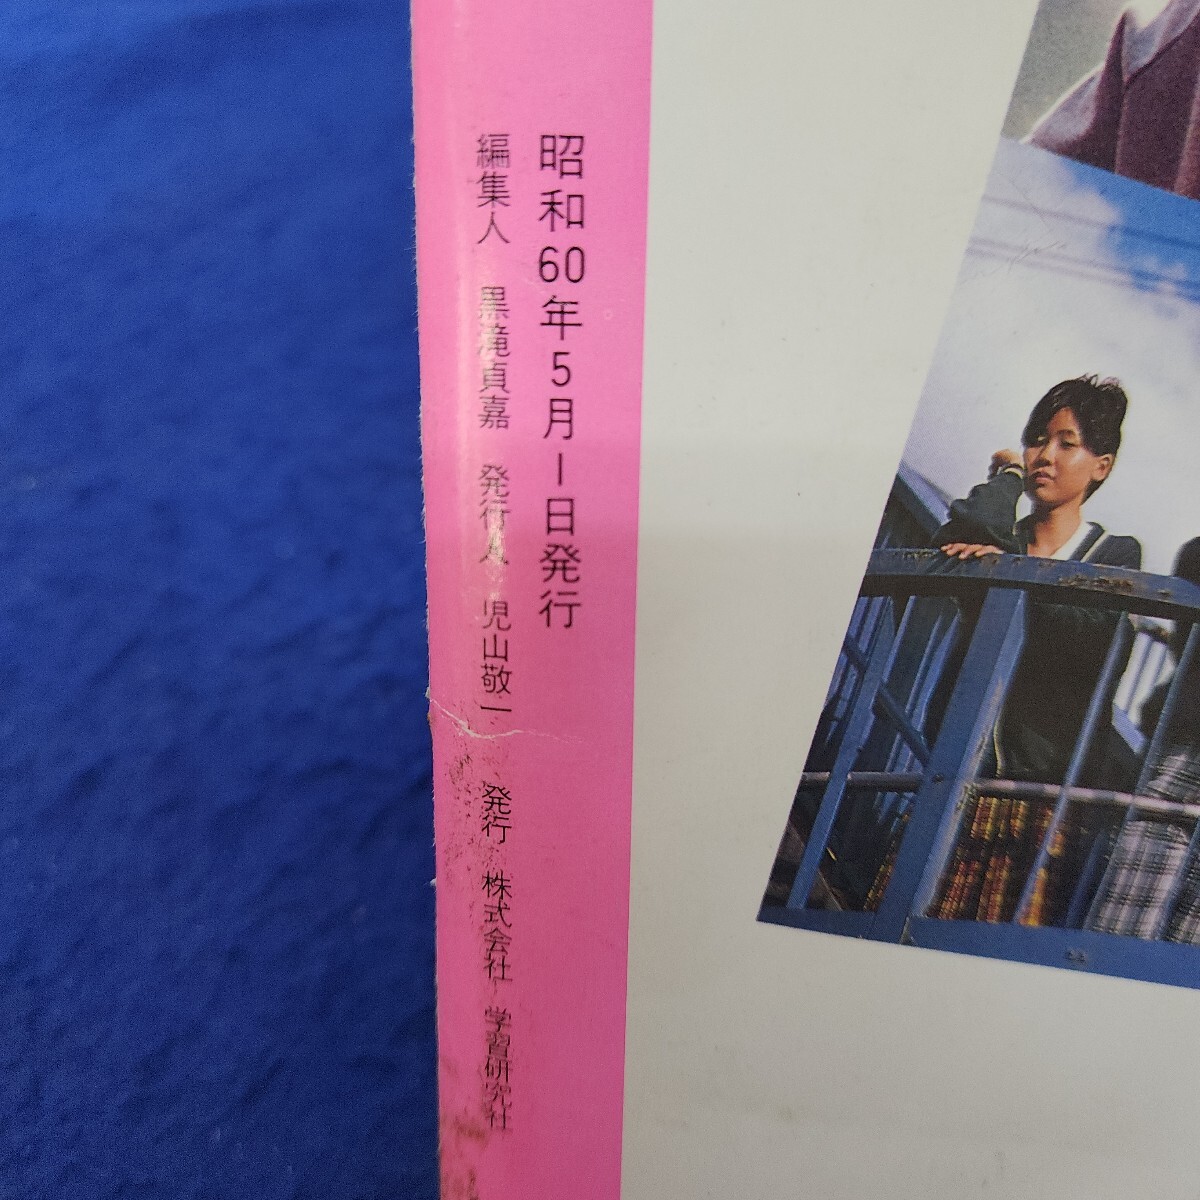 昭和60年5月1日発行
編集人 黒滝貞嘉 発行人 児山敬一 発行 株式会社 学習研究社